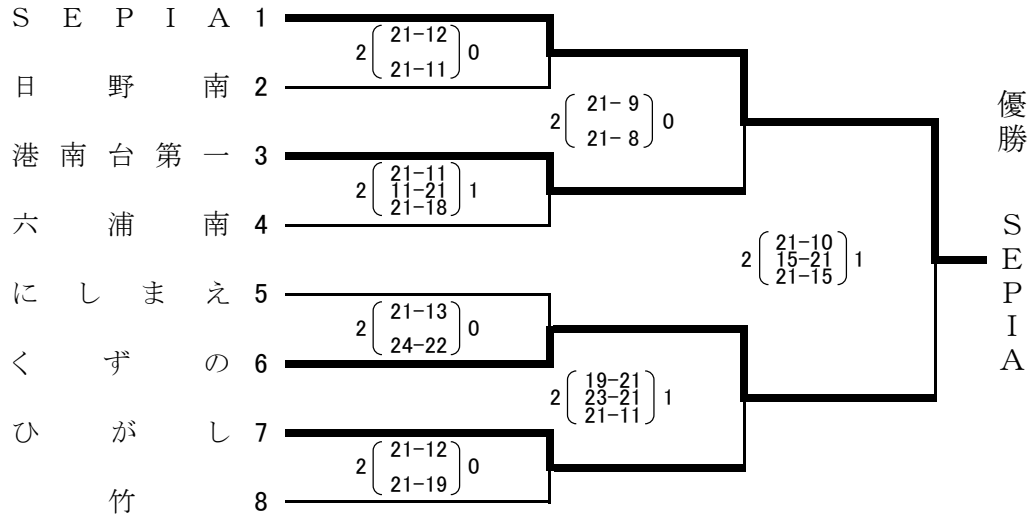 SEPIA 1
2 21-12 0
21-11
日野南 2
2 21- 9 0
21- 8
港南台第一 3
2 21-11 1
11-21
21-18
六浦南 4
2 21-10 1
15-21
21-15
にしまえ 5
2 21-13 0
24-22
くずの 6
2 19-21 1
23-21
21-11
ひがし 7
2 21-12 0
21-19
竹 8
優勝
SEPIA